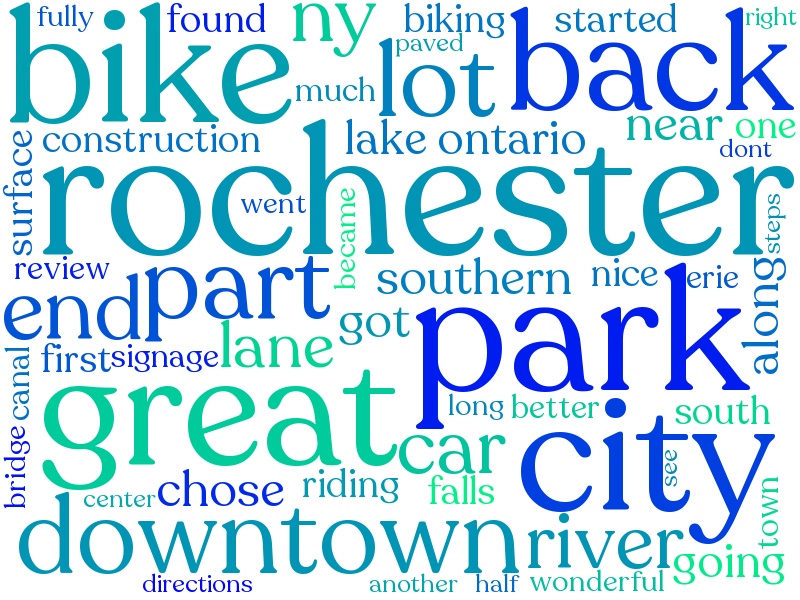 fully
found
ny
biking
started
right
bike
paved
lot
back
much
construction
lake ontario
near
one
dont
surface
rochester
went
became
steps
review
end
part
southern
nice
erie
along
got
park
canal
first
signage
lane
great
long
better
south
car
city
see
bridge
chose
riding
falls
town
center
downtown
river
going
directions
another
half
wonderful